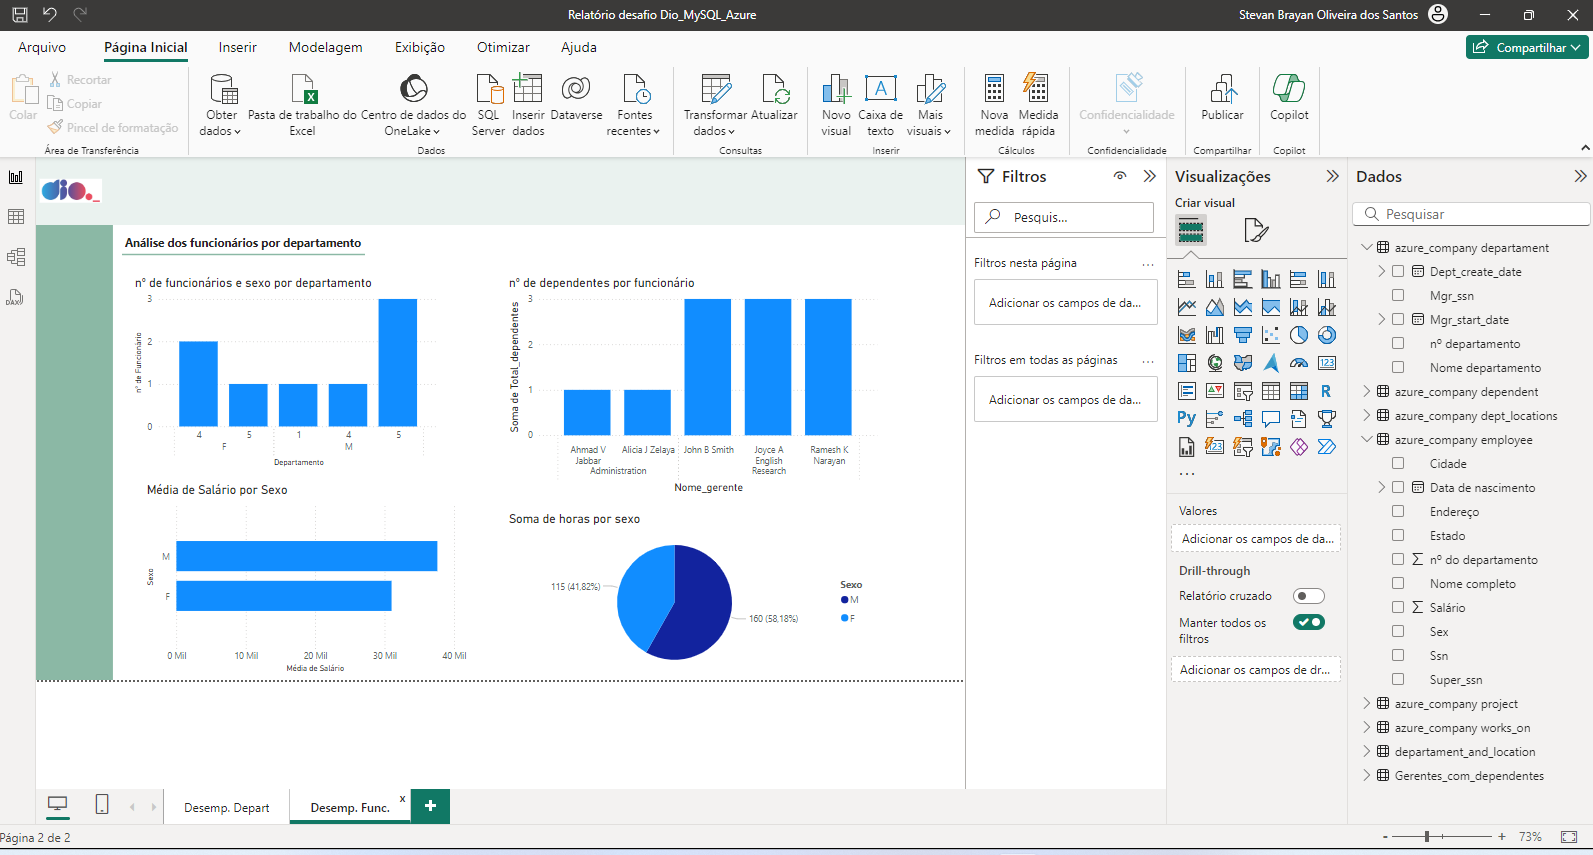 Relatório desafio Dio_MySQL_Azure
Stevan Brayan Oliveira dos Santos
Arquivo
Página Inicial
Inserir
Modelagem
Exibição
Otimizar
Ajuda
Compartilhar
Colar
Recortar
Copiar
Pincel de formatação
Área de Transferência
Obter
dados
Pasta de trabalho do
Excel
Centro de dados do
OneLake
SQL
Server
Inserir
dados
Dataverse
Fontes
recentes
Dados
Transformar
dados
Atualizar
Consultas
Novo
visual
Caixa de
texto
Mais
visuais
Inserir
Nova
medida
Medida
rápida
Cálculos
Confidencialidade
Confidencialidade
Publicar
Compartilhar
Copilot
Copilot
dio._
Análise dos funcionários por departamento
n° de funcionários e sexo por departamento
n° de Funcionário
3
2
1
0
4
5
1
4
5
F
M
Departamento
n° de dependentes por funcionário
Soma de Total_dependentes
3
2
1
0
Ahmad V
Jabbar
Alicia J Zelaya
John B Smith
Joyce A
English
Ramesh K
Narayan
Administration
Research
Nome_gerente
Média de Salário por Sexo
Sexo
M
F
0 Mil
10 Mil
20 Mil
30 Mil
40 Mil
Média de Salário
Soma de horas por sexo
115 (41,82%)
160 (58,18%)
Sexo
M
F
Filtros
Pesquis...
Filtros nesta página
...
Adicionar os campos de da...
Filtros em todas as páginas
...
Adicionar os campos de da...
Visualizações
Criar visual
123
R
Py
123
...
Valores
Adicionar os campos de da...
Drill-through
Relatório cruzado
Manter todos os
filtros
Adicionar os campos de dr...
Dados
Pesquisar
azure_company departament
Dept_create_date
Mgr_ssn
Mgr_start_date
nº departamento
Nome departamento
azure_company dependent
azure_company dept_locations
azure_company employee
Cidade
Data de nascimento
Endereço
Estado
∑ nº do departamento
Nome completo
∑ Salário
Sex
Ssn
Super_ssn
azure_company project
azure_company works_on
departament_and_location
Gerentes_com_dependentes
DAX
Desemp. Depart
Desemp. Func.
x
+
Página 2 de 2
-
+
73%